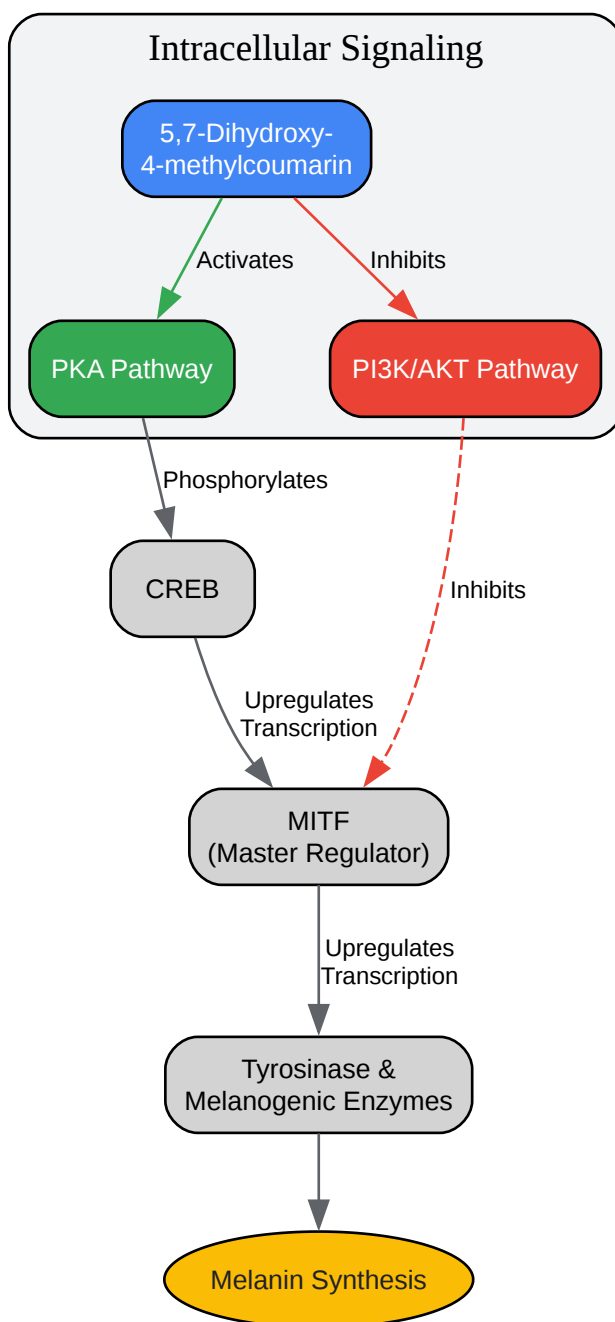 Intracellular Signaling
5,7-Dihydroxy-
4-methylcoumarin
Activates
Inhibits
PKA Pathway
PI3K/AKT Pathway
Phosphorylates
CREB
Inhibits
Upregulates
Transcription
MITF
(Master Regulator)
Upregulates
Transcription
Tyrosinase &
Melanogenic Enzymes
Melanin Synthesis